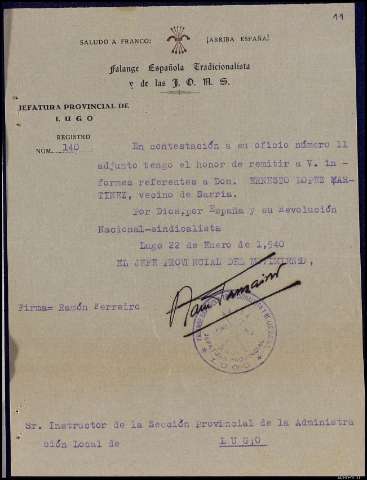 11
SALUDO A FRANCO:
¡ARRIBA ESPAÑA!
Falange Española Tradicionalista
y de las J. O. N. S.
JEFATURA PROVINCIAL DE
LUGO
REGISTRO
NÚM. 140
En contestación a su oficio número 11
adjunto tengo el honor de remitir a V. in-
formes referentes a Don. ERNESTO LOPEZ MAR-
TINEZ, vecino de Sarria.
Por Dios,por España y su Revolución
Nacional-sindicalista
Lugo 22 de Enero de 1,940
EL JEFE PROVINCIAL DEL MOVIMIENTO,
Firma= Ramón Ferreiro
Sr. Instructor de la Sección Provincial de la Administra
ción Local de
LUGO